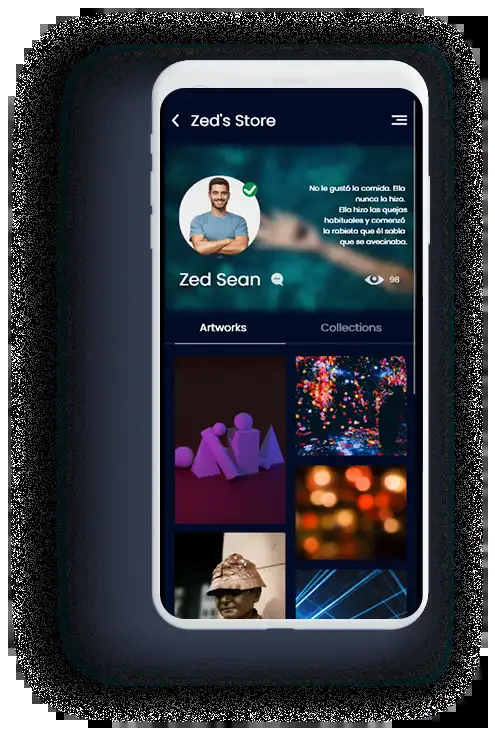 Zed's Store
No le gustó la comida. Ella
nunca lo hizo.
Ella hizo las quejas
habituales y comenzó
la rabieta que él sabía
que se avecinaba.
Zed Sean
98
Artworks
Collections